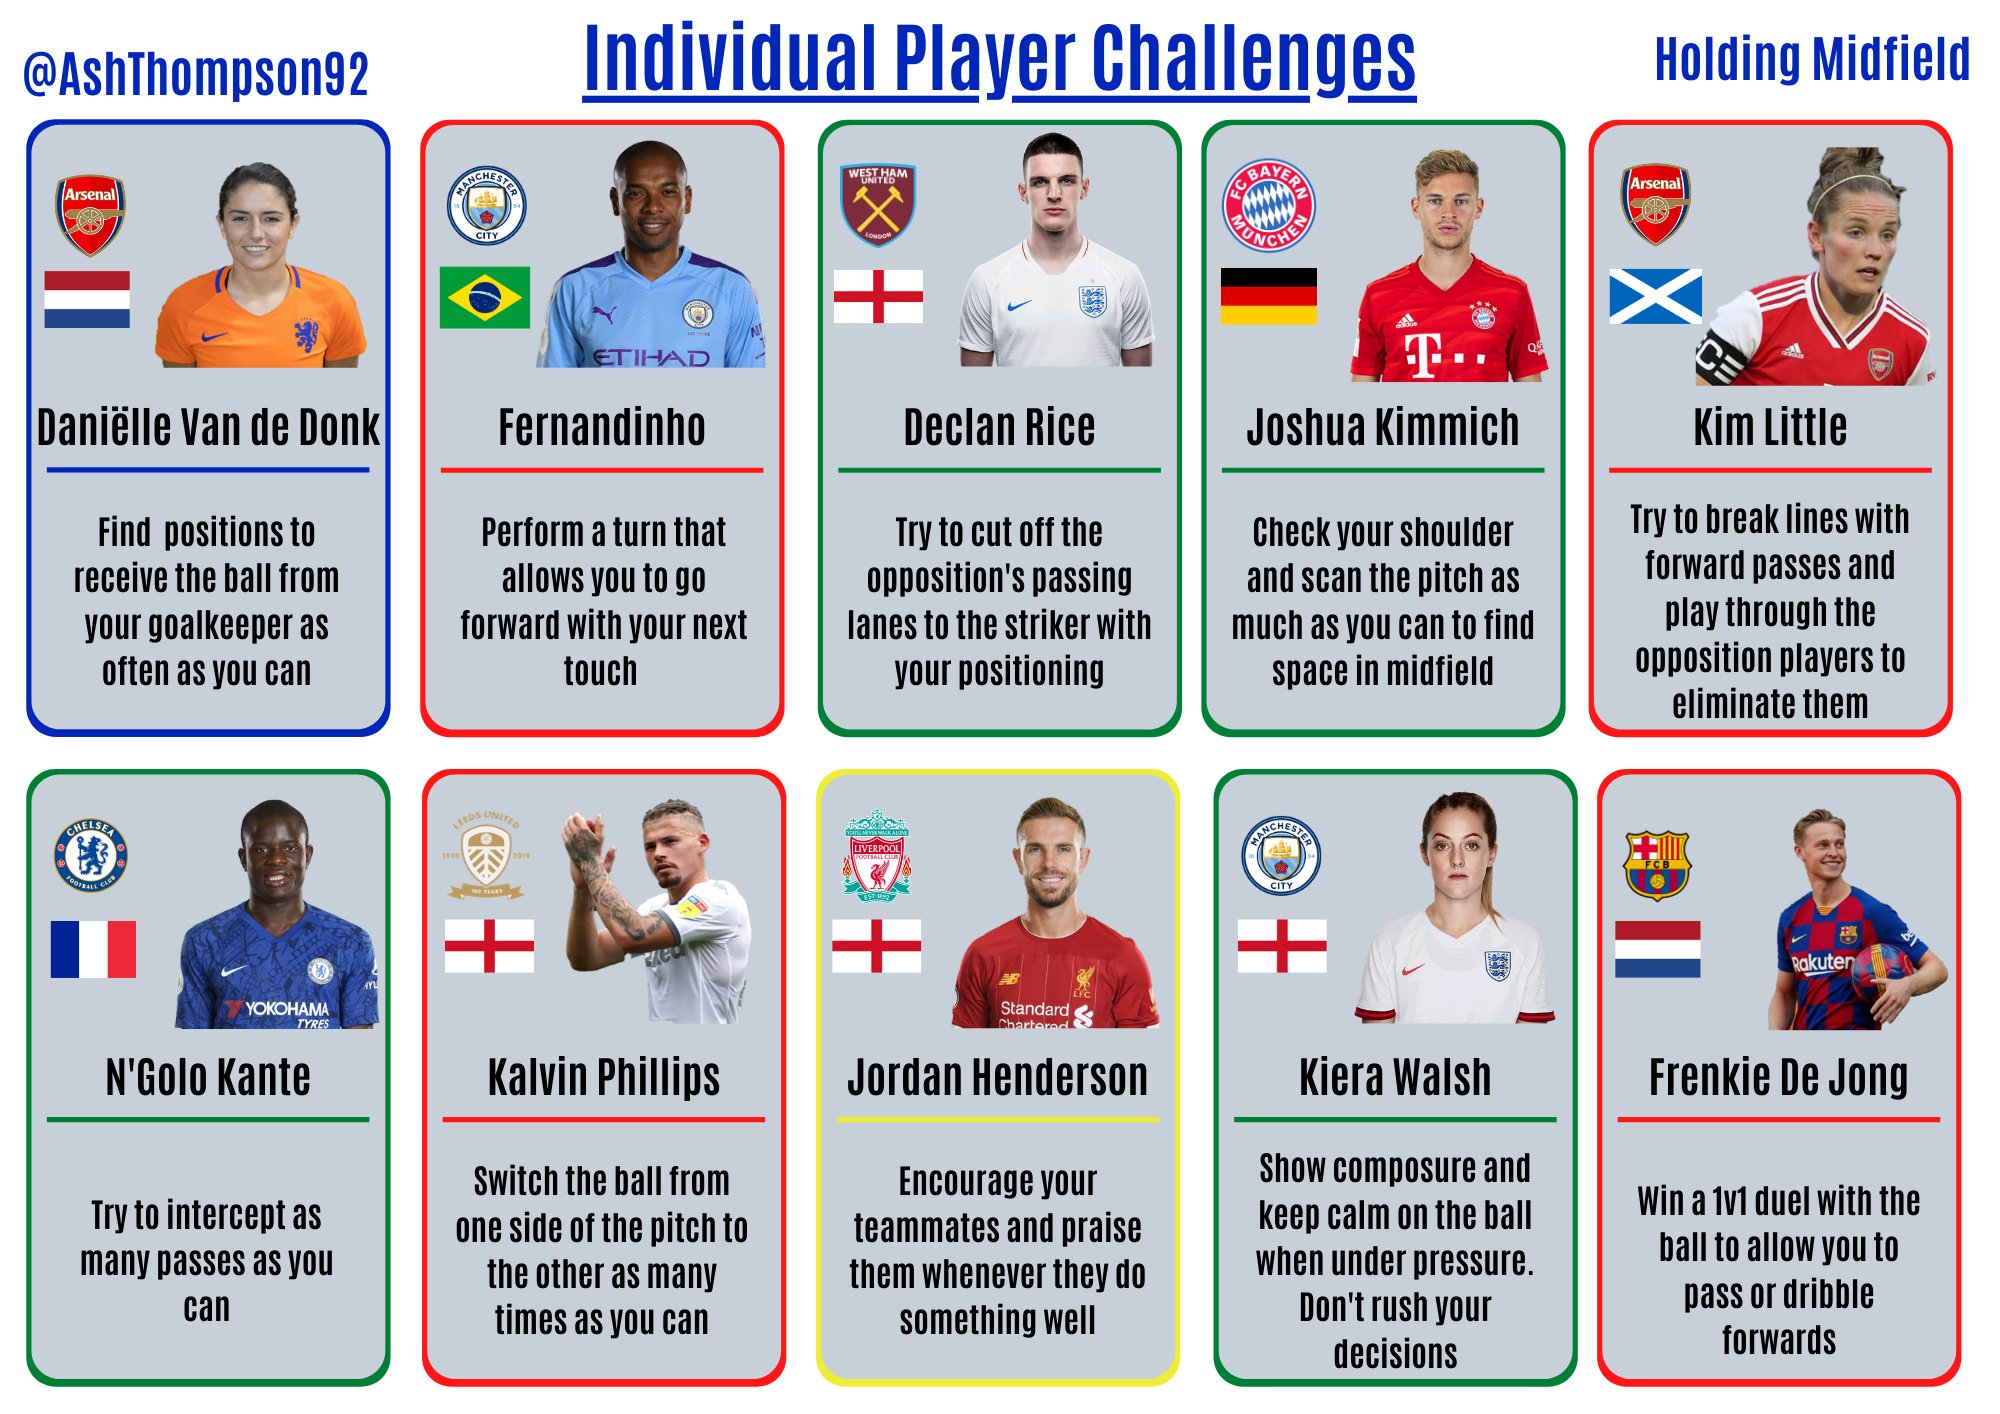 @AshThompson92
Individual Player Challenges
Holding Midfield
Arsenal
Daniëlle Van de Donk
Find positions to
receive the ball from
your goalkeeper as
often as you can
MANCHESTER
18 94
CITY
ETIHAD
Fernandinho
Perform a turn that
allows you to go
forward with your next
touch
WEST HAM
UNITED
LONDON
Declan Rice
Try to cut off the
opposition's passing
lanes to the striker with
your positioning
FC BAYERN
MÜNCHEN
adidas
T
Joshua Kimmich
Check your shoulder
and scan the pitch as
much as you can to find
space in midfield
Arsenal
adidas
Arsenal
Kim Little
Try to break lines with
forward passes and
play through the
opposition players to
eliminate them
CHELSEA
FOOTBALL CLUB
YOKOHAMA
TYRES
N'Golo Kante
Try to intercept as
many passes as you
can
LEEDS UNITED
1919 2019
100 YEARS
Kalvin Phillips
Switch the ball from
one side of the pitch to
the other as many
times as you can
YOU'LL NEVER WALK ALONE
LIVERPOOL
FOOTBALL CLUB
EST·1892
NB
L.F.C.
Standard
Chartered
Jordan Henderson
Encourage your
teammates and praise
them whenever they do
something well
MANCHESTER
18 94
CITY
Kiera Walsh
Show composure and
keep calm on the ball
when under pressure.
Don't rush your
decisions
FCB
Rakuten
Frenkie De Jong
Win a 1v1 duel with the
ball to allow you to
pass or dribble
forwards